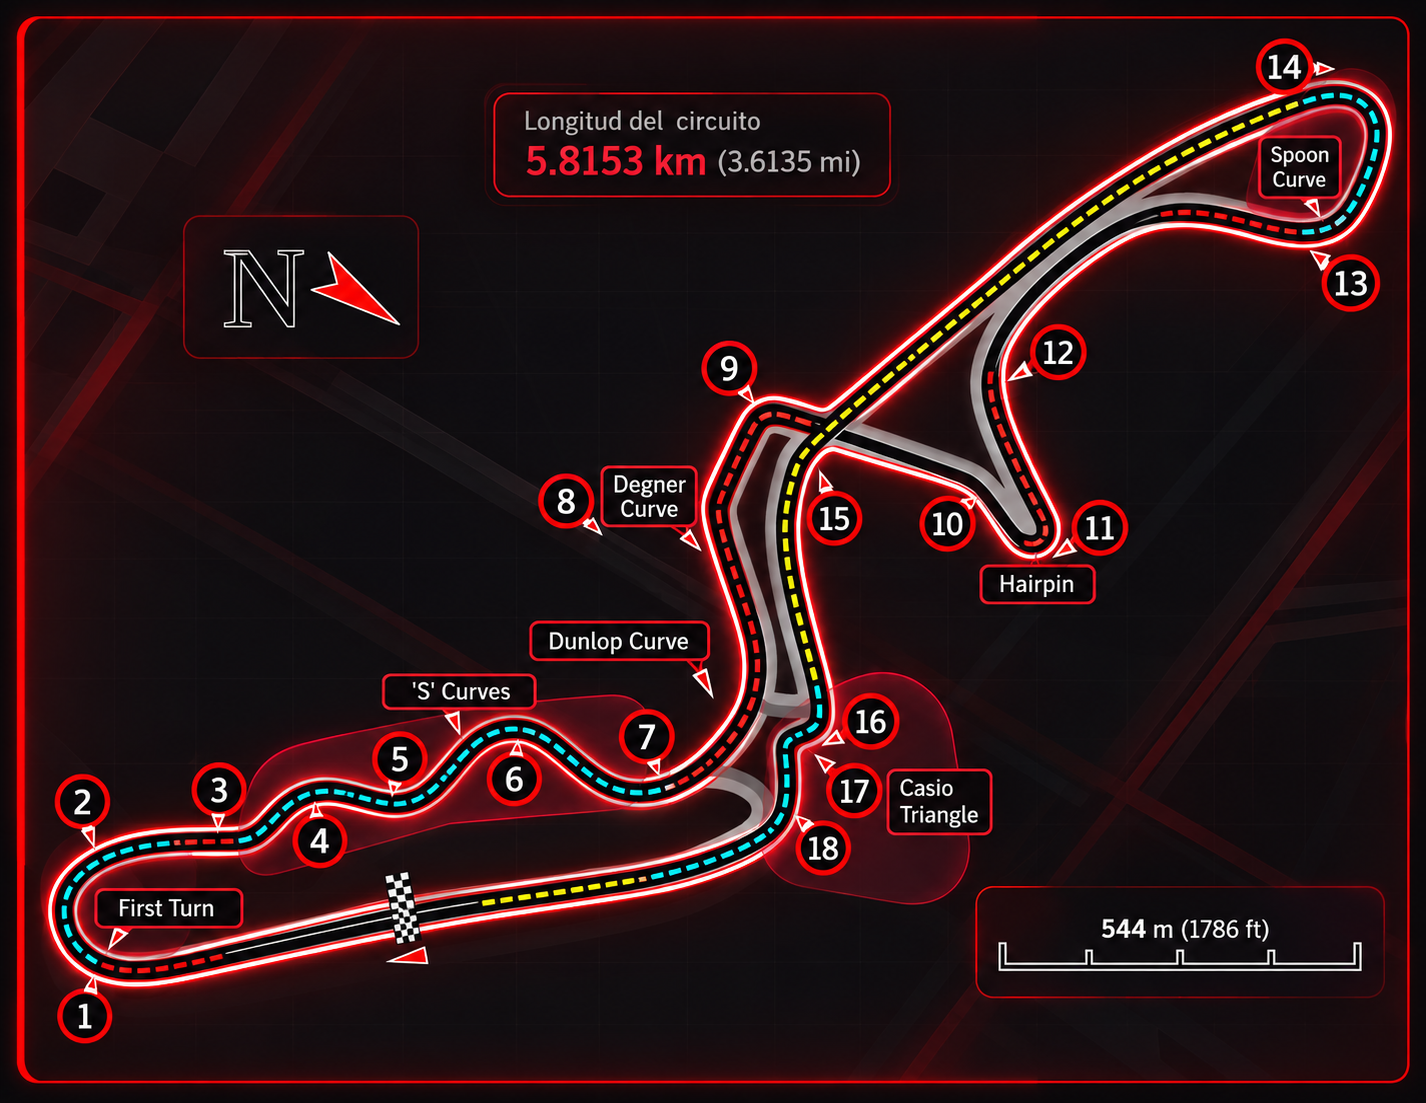 14
Longitud del circuito
5.8153 km (3.6135 mi)
Spoon
Curve
N
13
12
9
8
Degner
Curve
15
10
11
Hairpin
Dunlop Curve
'S' Curves
16
7
5
6
17
Casio
Triangle
3
2
4
18
First Turn
544 m (1786 ft)
1